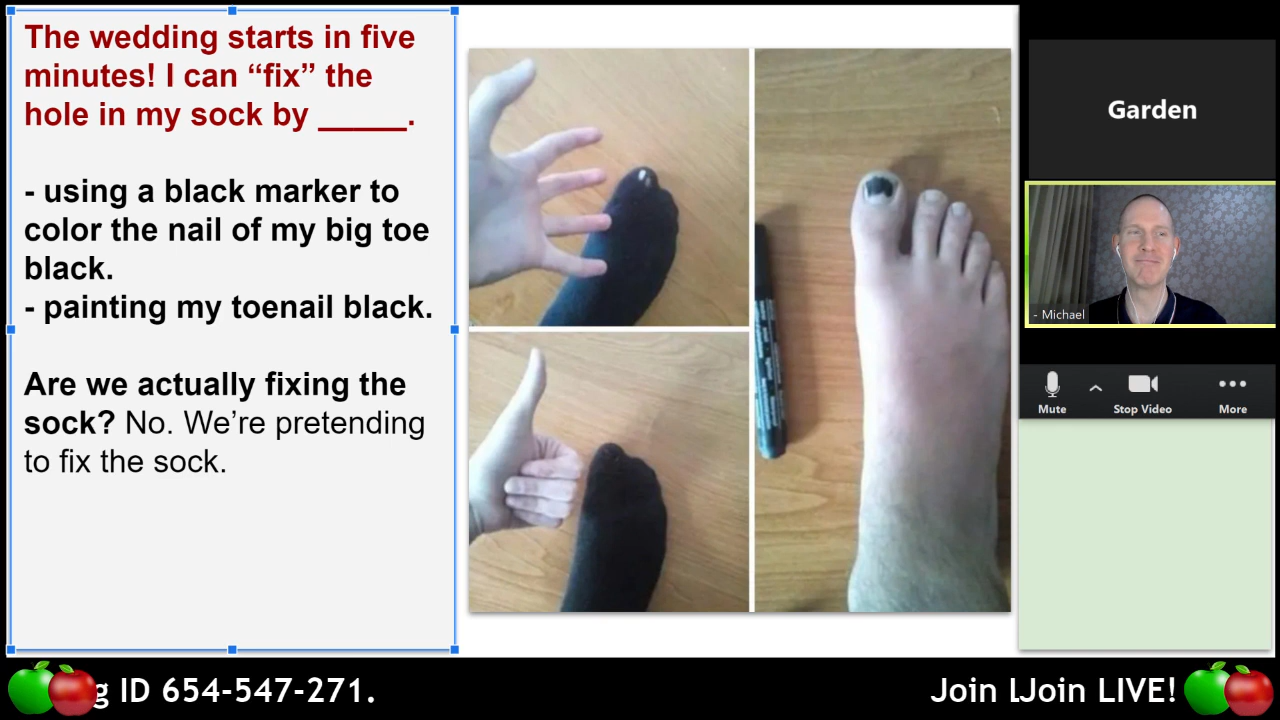 The wedding starts in five
minutes! I can “fix” the
hole in my sock by _____.
- using a black marker to
color the nail of my big toe
black.
- painting my toenail black.
Are we actually fixing the
sock? No. We’re pretending
to fix the sock.
Garden
- Michael
Mute
Stop Video
More
g ID 654-547-271.
Join LJoin LIVE!